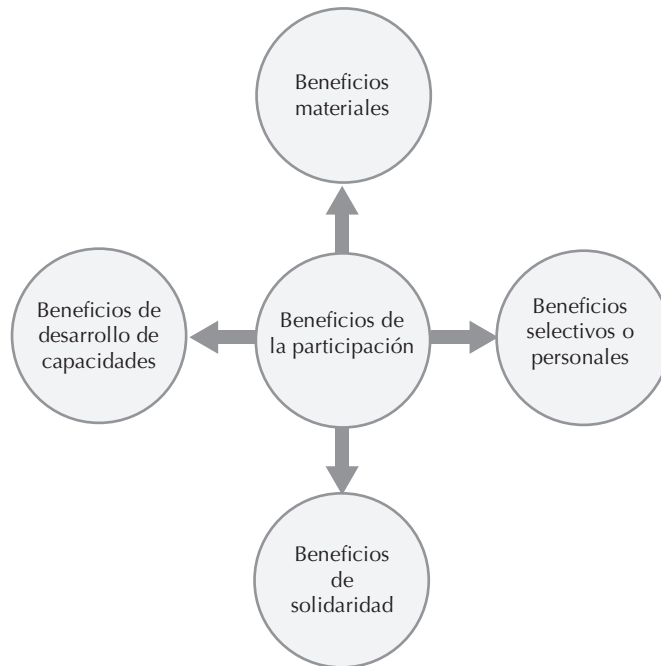 Beneficios
materiales
Beneficios de
desarrollo de
capacidades
Beneficios de
la participación
Beneficios
selectivos o
personales
Beneficios
de
solidaridad